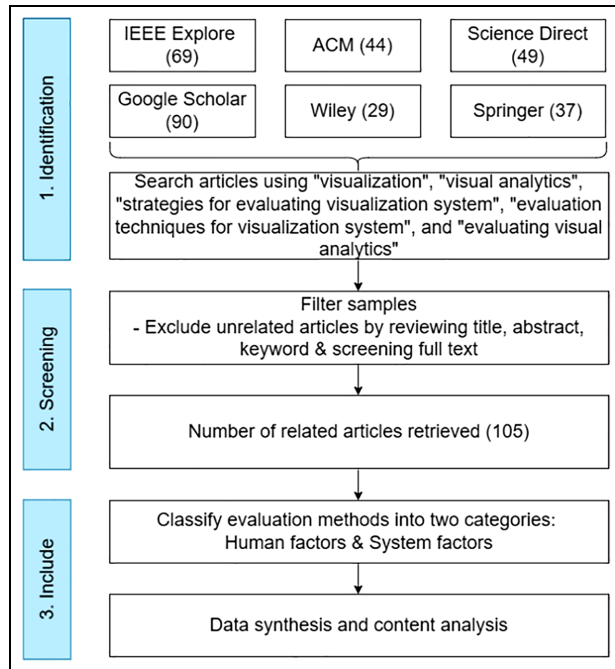 1. Identification
IEEE Explore
(69)
ACM (44)
Science Direct
(49)
Google Scholar
(90)
Wiley (29)
Springer (37)
Search articles using "visualization", "visual analytics",
"strategies for evaluating visualization system", "evaluation
techniques for visualization system", and "evaluating visual
analytics"
2. Screening
Filter samples
- Exclude unrelated articles by reviewing title, abstract,
keyword & screening full text
Number of related articles retrieved (105)
3. Include
Classify evaluation methods into two categories:
Human factors & System factors
Data synthesis and content analysis